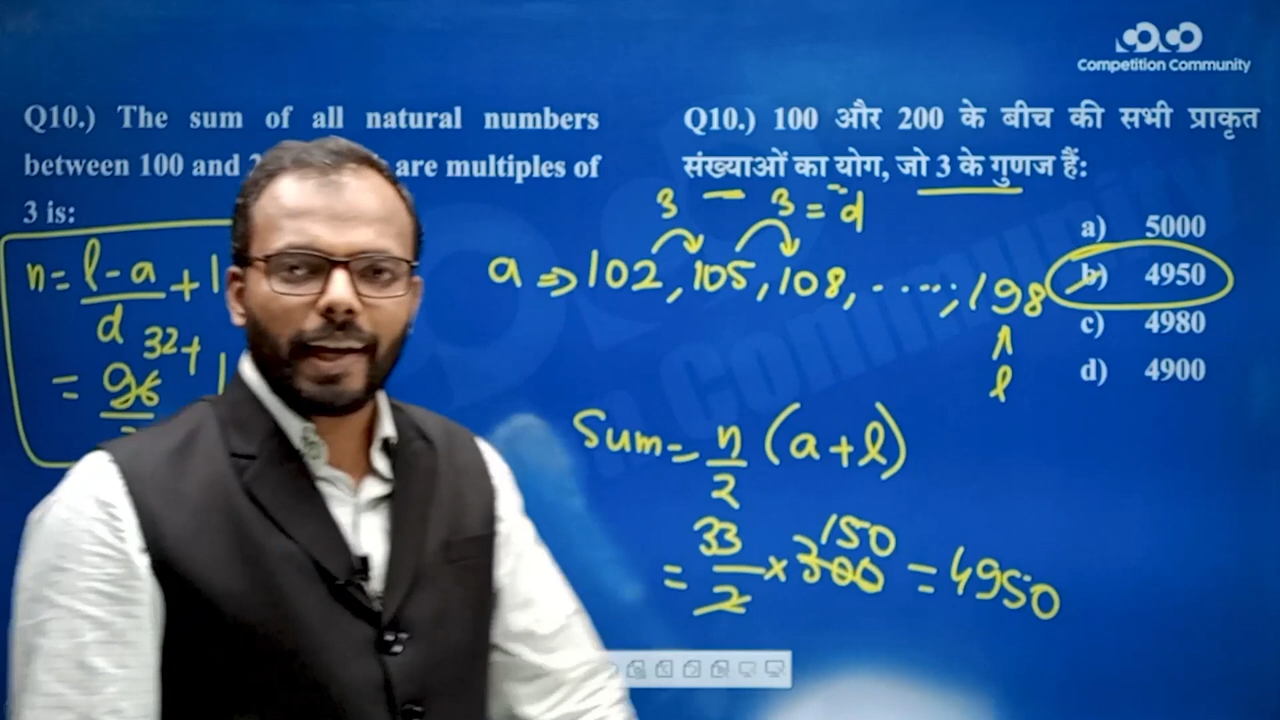 Competition Community
Q10.) The sum of all natural numbers
between 100 and 2 are multiples of
3 is:
Q10.) 100 और 200 के बीच की सभी प्राकृत
संख्याओं का योग, जो 3 के गुणज हैं:
a) 5000
b) 4950
c) 4980
d) 4900
n = l-a/d + 1
= 96 32 + 1
3 3 = d
a => 102, 105, 108, ....., 198
l
Sum = n/2 (a+l)
= 33/2 × 300 150 = 4950